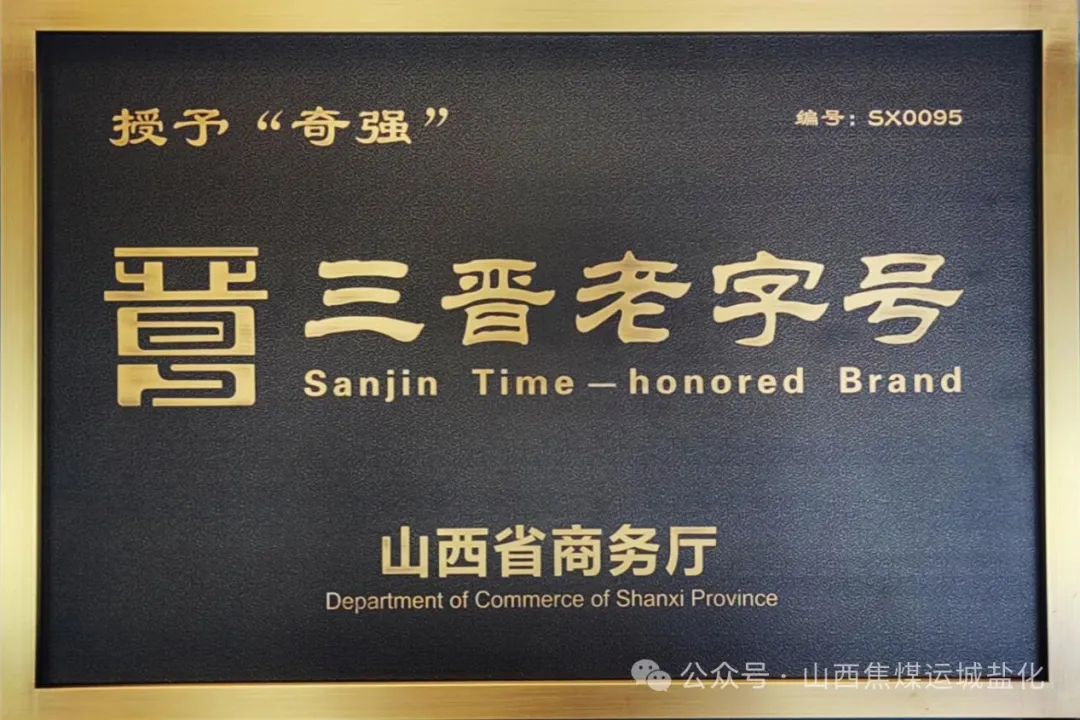 授予“奇强”
编号：SX0095
三晋老字号
Sanjin Time—honored Brand
山西省商务厅
Department of Commerce of Shanxi Province
公众号·山西焦煤运城盐化